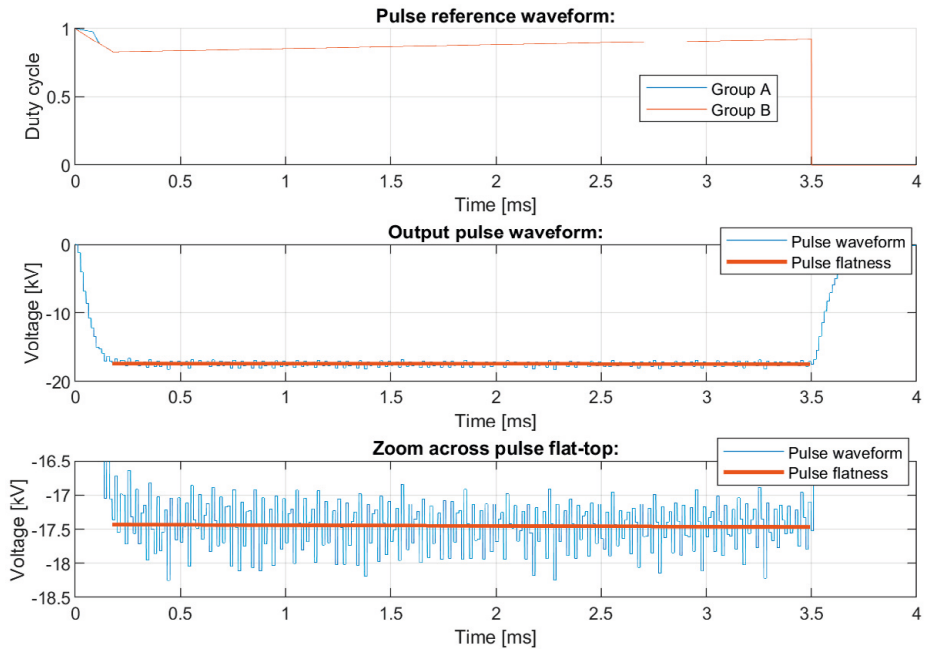 Pulse reference waveform:
1
0.5
0
Duty cycle
Group A
Group B
0 0.5 1 1.5 2 2.5 3 3.5 4
Time [ms]
Output pulse waveform:
0
-10
-20
Voltage [kV]
Pulse waveform
Pulse flatness
0 0.5 1 1.5 2 2.5 3 3.5 4
Time [ms]
Zoom across pulse flat-top:
-16.5
-17
-17.5
-18
-18.5
Voltage [kV]
Pulse waveform
Pulse flatness
0 0.5 1 1.5 2 2.5 3 3.5 4
Time [ms]